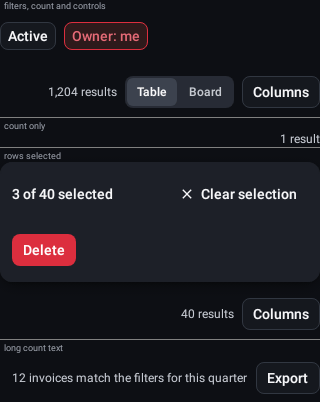 filters, count and controls
Active Owner: me
1,204 results Table Board Columns
count only
1 result
rows selected
3 of 40 selected × Clear selection
Delete
40 results Columns
long count text
12 invoices match the filters for this quarter Export